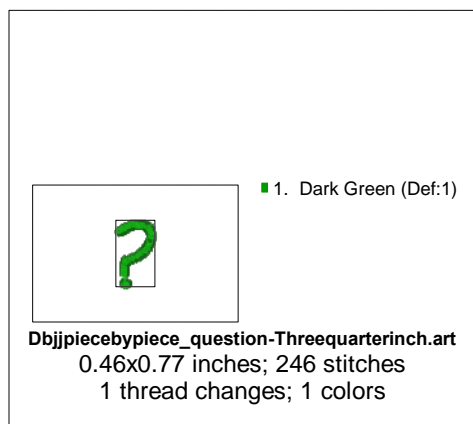 1. Dark Green (Def:1)
?
Dbjjpiecebypiece_question-Threequarterinch.art
0.46x0.77 inches; 246 stitches
1 thread changes; 1 colors